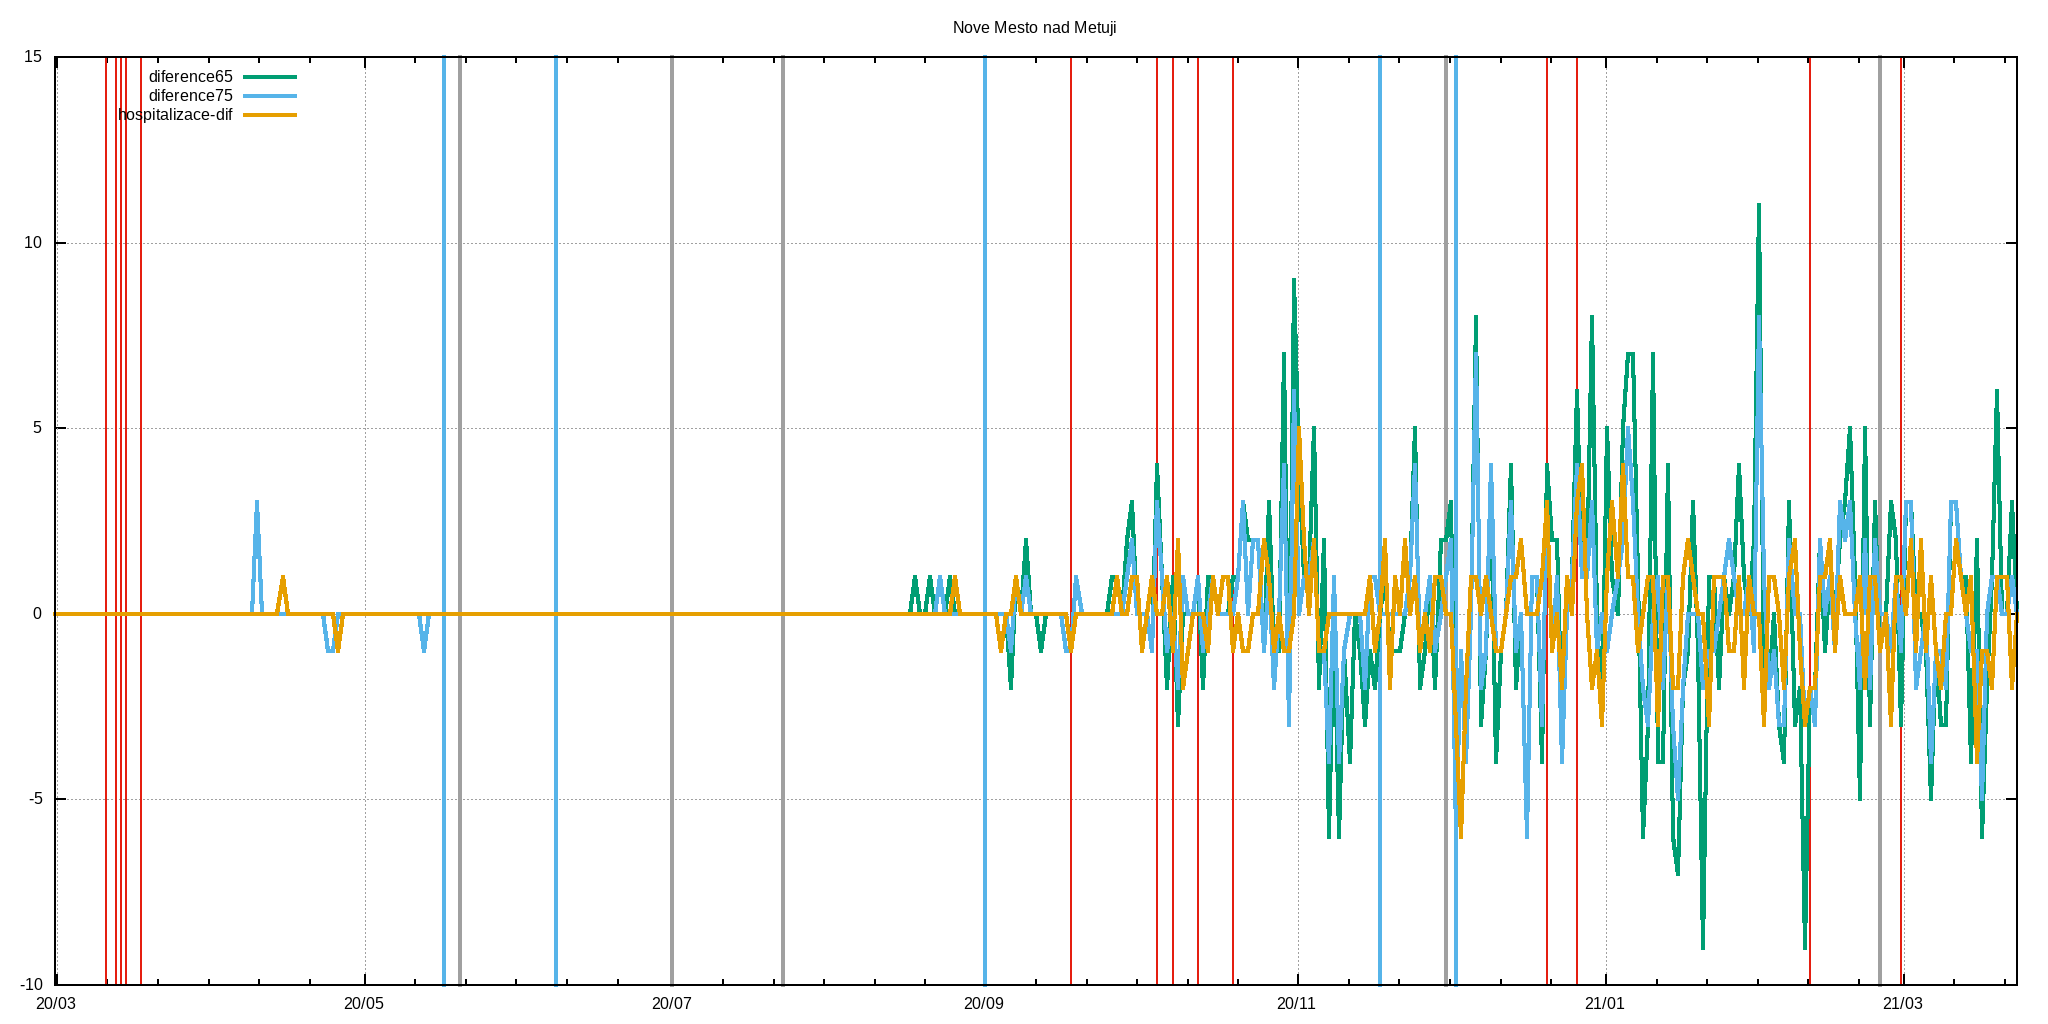 Nove Mesto nad Metuji
15
diference65
diference75
hospitalizace-dif
10
5
0
-5
-10
20/03 20/05 20/07 20/09 20/11 21/01 21/03